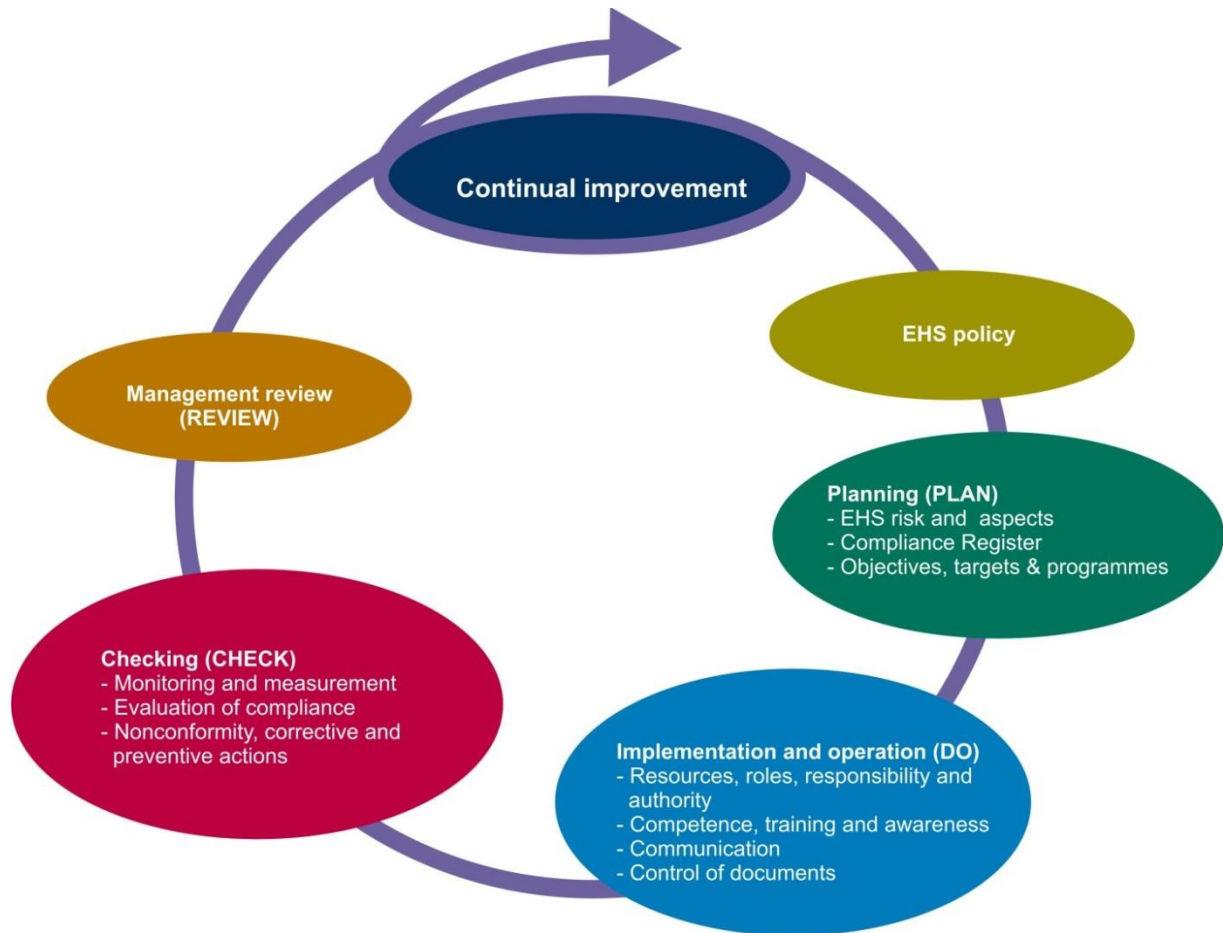 Continual improvement
EHS policy
Planning (PLAN)
- EHS risk and  aspects
- Compliance Register
- Objectives, targets & programmes
Implementation and operation (DO)
- Resources, roles, responsibility and
authority
- Competence, training and awareness
- Communication
- Control of documents
Checking (CHECK)
- Monitoring and measurement
- Evaluation of compliance
- Nonconformity, corrective and
preventive actions
Management review
(REVIEW)